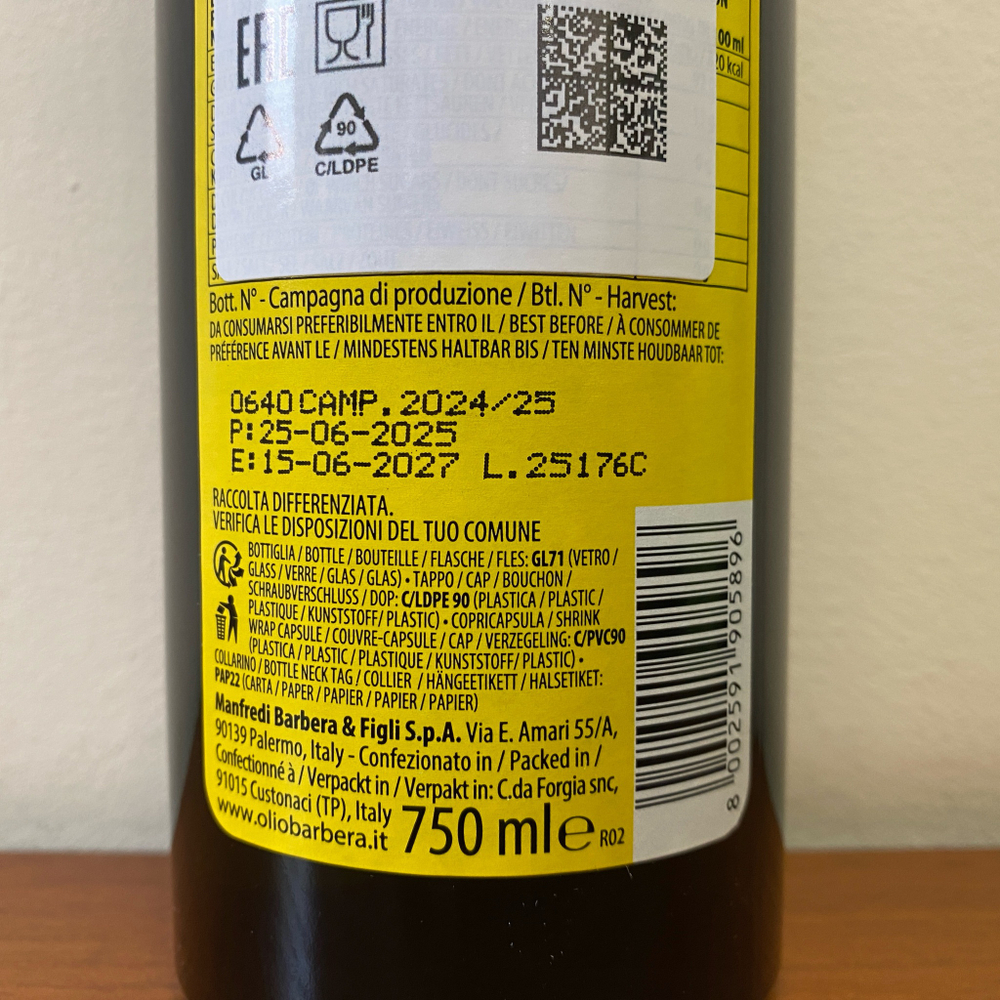 EAC
GL
90
C/LDPE
00 ml
20 kcal
Bott. N° - Campagna di produzione / Btl. N° - Harvest:
DA CONSUMARSI PREFERIBILMENTE ENTRO IL / BEST BEFORE / À CONSOMMER DE
PRÉFÉRENCE AVANT LE / MINDESTENS HALTBAR BIS / TEN MINSTE HOUDBAAR TOT:
0640 CAMP. 2024/25
P:25-06-2025
E:15-06-2027 L.25176C
RACCOLTA DIFFERENZIATA.
VERIFICA LE DISPOSIZIONI DEL TUO COMUNE
BOTTIGLIA / BOTTLE / BOUTEILLE / FLASCHE / FLES: GL71 (VETRO /
GLASS / VERRE / GLAS / GLAS) • TAPPO / CAP / BOUCHON /
SCHRAUBVERSCHLUSS / DOP: C/LDPE 90 (PLASTICA / PLASTIC /
PLASTIQUE / KUNSTSTOFF/ PLASTIC) • COPRICAPSULA / SHRINK
WRAP CAPSULE / COUVRE-CAPSULE / CAP / VERZEGELING: C/PVC90
(PLASTICA / PLASTIC / PLASTIQUE / KUNSTSTOFF/ PLASTIC) •
COLLARINO / BOTTLE NECK TAG / COLLIER / HÄNGEETIKETT / HALSETIKET:
PAP22 (CARTA / PAPER / PAPIER / PAPIER / PAPIER)
Manfredi Barbera & Figli S.p.A. Via E. Amari 55/A,
90139 Palermo, Italy - Confezionato in / Packed in /
Confectionné à / Verpackt in / Verpakt in: C.da Forgia snc,
91015 Custonaci (TP), Italy
www.oliobarbera.it
750 ml e R02
8 002591 905896